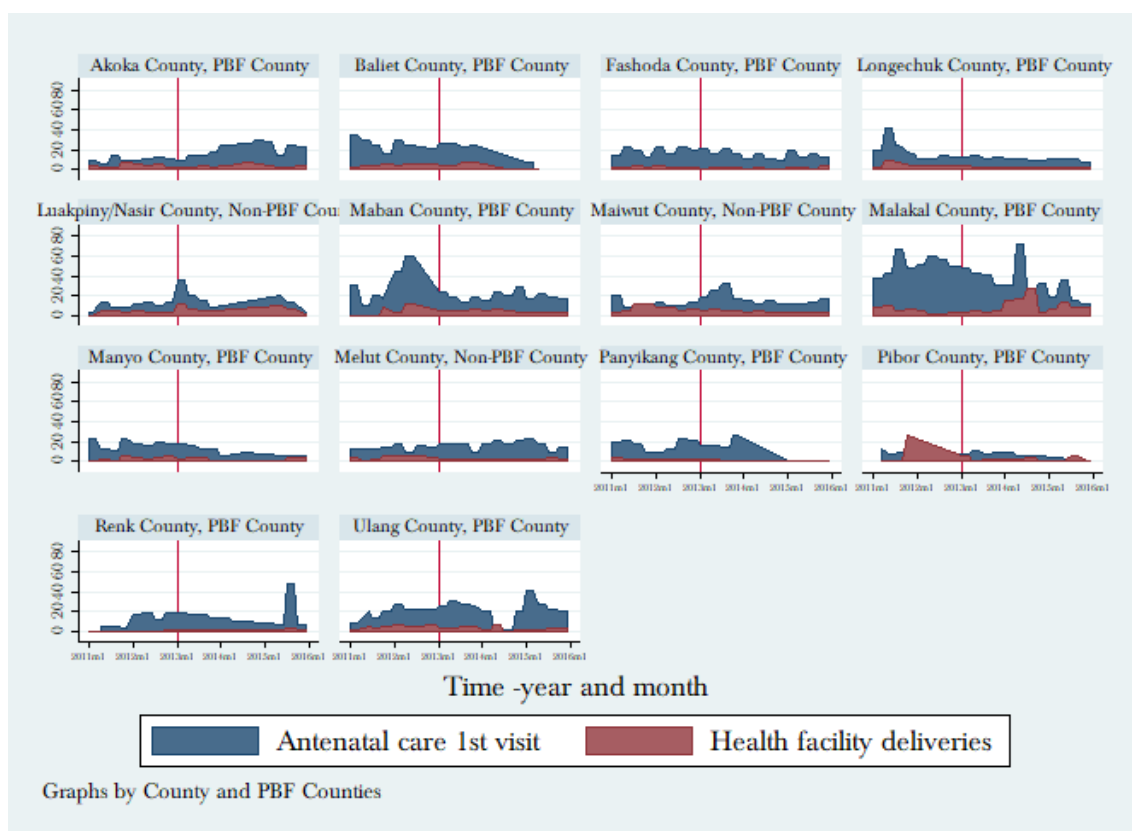 Akoka County, PBF County
Baliet County, PBF County
Fashoda County, PBF County
Longechuk County, PBF County
0 20 40 60 80
Luakpiny/Nasir County, Non-PBF Cou
Maban County, PBF County
Maiwut County, Non-PBF County
Malakal County, PBF County
0 20 40 60 80
Manyo County, PBF County
Melut County, Non-PBF County
Panyikang County, PBF County
Pibor County, PBF County
0 20 40 60 80
2011m1 2012m1 2013m1 2014m1 2015m1 2016m1
2011m1 2012m1 2013m1 2014m1 2015m1 2016m1
Renk County, PBF County
Ulang County, PBF County
0 20 40 60 80
2011m1 2012m1 2013m1 2014m1 2015m1 2016m1
2011m1 2012m1 2013m1 2014m1 2015m1 2016m1
Time -year and month
Antenatal care 1st visit
Health facility deliveries
Graphs by County and PBF Counties